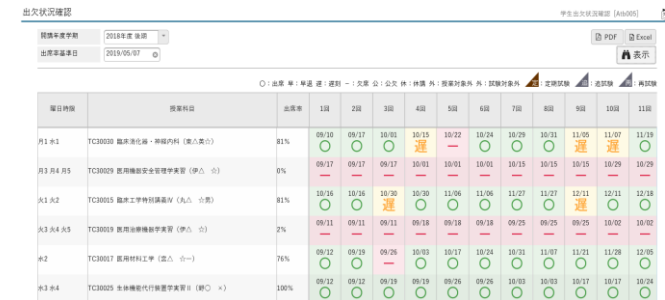 出欠状況確認
学生出欠状況確認 [Atb005]
開講年度学期 2018年度 後期
PDF Excel
出席率基準日 2019/05/07
表示
○:出席 早:早退 遅:遅刻 -:欠席 公:公欠 休:休講 外:授業対象外 外:試験対象外 定:定期試験 追:追試験 再:再試験
曜日時限 授業科目 出席率 1回 2回 3回 4回 5回 6回 7回 8回 9回 10回 11回
09/10 09/17 10/01 10/15 10/22 10/24 10/29 10/31 11/05 11/07 11/19
月1 水1 TC30030 臨床消化器・神経内科 (東八英☆) 81% ○ ○ ○ 遅 - ○ ○ ○ 遅 遅 ○
09/17 09/17 09/17 10/01 10/01 10/01 10/15 10/15 10/15 10/29 10/29
月3 月4 月5 TC30029 医用機器安全管理学実習 (伊△ ☆) 0% - - - - - - - - - - -
10/16 10/16 10/30 10/30 11/06 11/06 11/27 11/27 12/11 12/11 12/18
火1 火2 TC30015 臨床工学特別講義Ⅳ (丸△ ☆晃) 81% ○ ○ 遅 ○ ○ ○ ○ ○ 遅 ○ ○
09/11 09/11 09/11 09/18 09/18 09/18 09/25 09/25 09/25 10/02 10/02
火3 火4 火5 TC30019 医用治療機器学実習 (伊△ ☆) 2% - - - - - - - - - - -
09/12 09/19 09/26 10/03 10/17 10/24 10/31 11/07 11/21 11/28 12/05
水2 TC30017 医用材料工学 (宮△ ☆一) 76% ○ ○ - ○ ○ ○ ○ ○ ○ ○ ○
09/12 09/12 09/19 09/19 09/26 09/26 10/03 10/03 10/17 10/17 10/24
水3 水4 TC30025 生体機能代行装置学実習Ⅱ (野○ ×) 100% ○ ○ ○ ○ ○ ○ ○ ○ ○ ○ ○